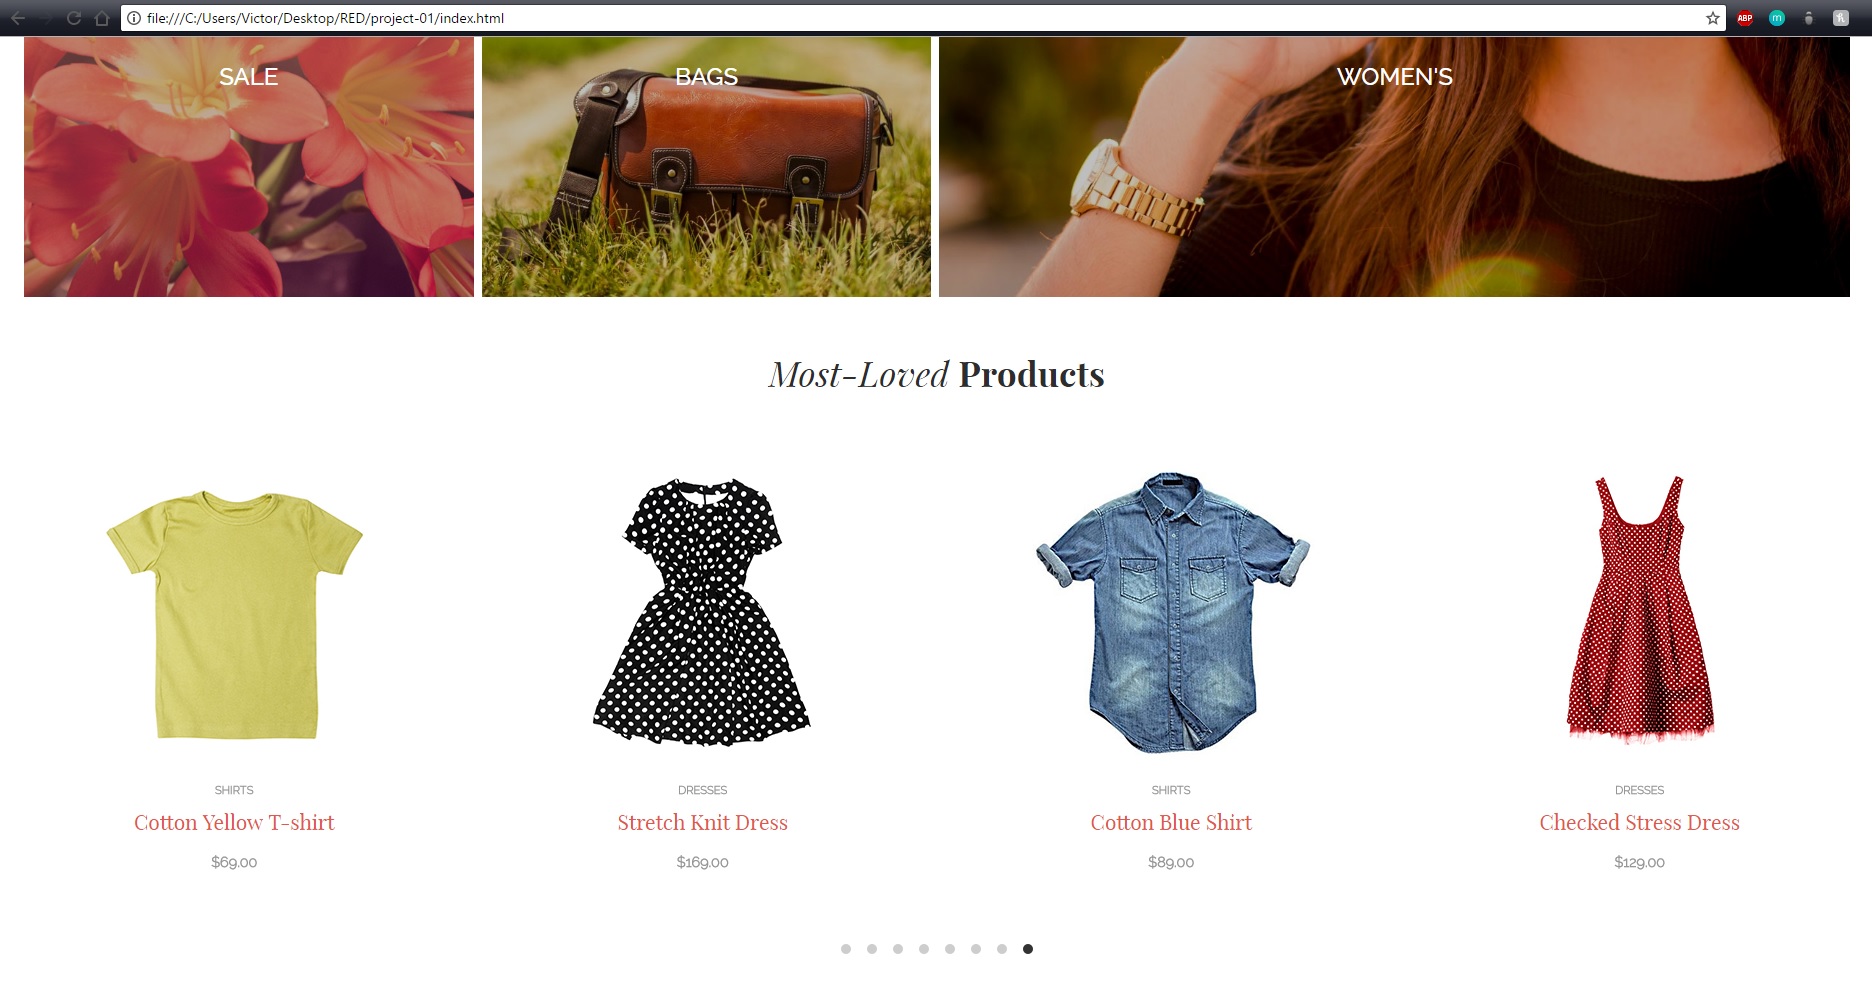 file:///C:/Users/Victor/Desktop/RED/project-01/index.html
ABP
m
SALE
BAGS
WOMEN'S
Most-Loved Products
SHIRTS
Cotton Yellow T-shirt
$69.00
DRESSES
Stretch Knit Dress
$169.00
SHIRTS
Cotton Blue Shirt
$89.00
DRESSES
Checked Stress Dress
$129.00